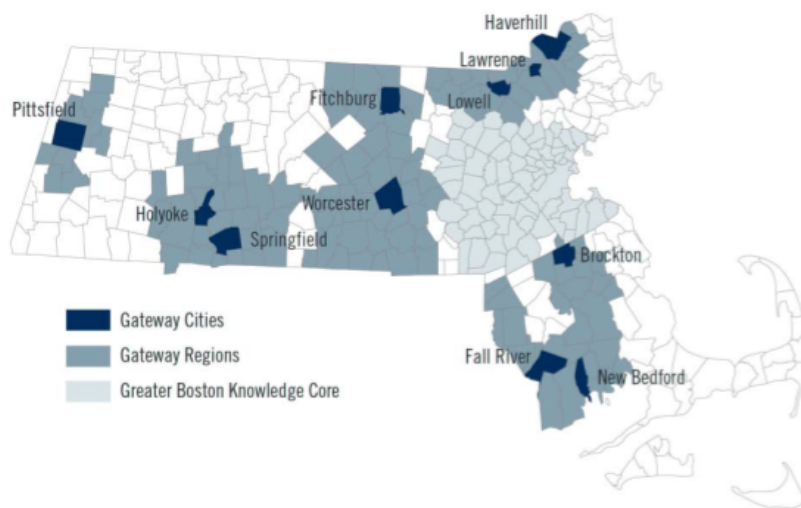 Haverhill
Lawrence
Lowell
Fitchburg
Pittsfield
Worcester
Holyoke
Springfield
Brockton
Fall River
New Bedford
Gateway Cities
Gateway Regions
Greater Boston Knowledge Core